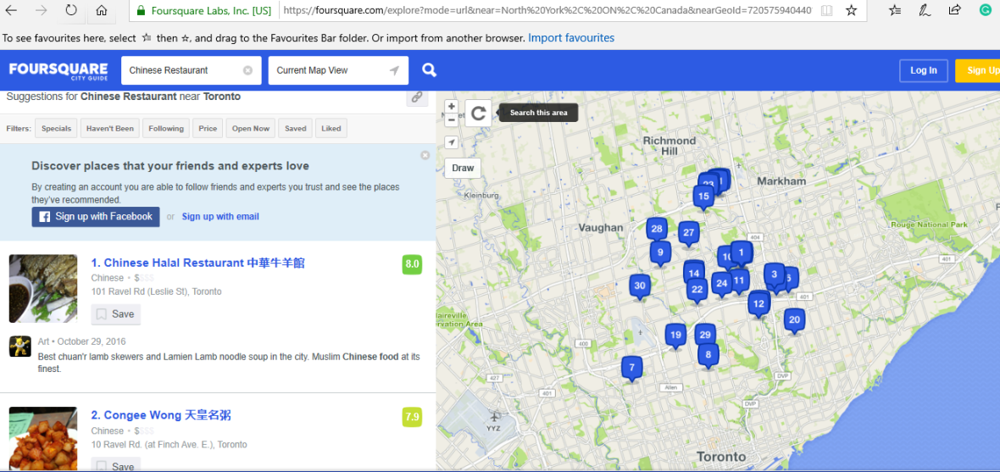 Foursquare Labs, Inc. [US] https://foursquare.com/explore?mode=url&near=North%20York%2C%20ON%2C%20Canada&nearGeoId=720575940440
To see favourites here, select then ☆, and drag to the Favourites Bar folder. Or import from another browser. Import favourites
FOURSQUARE
CITY GUIDE
Chinese Restaurant
Current Map View
Log In
Sign Up
Suggestions for Chinese Restaurant near Toronto
Filters: Specials Haven't Been Following Price Open Now Saved Liked
Discover places that your friends and experts love
By creating an account you are able to follow friends and experts you trust and see the places
they've recommended.
Sign up with Facebook or Sign up with email
1. Chinese Halal Restaurant 中華牛羊館
8.0
Chinese • $$$$
101 Ravel Rd (Leslie St), Toronto
Save
Art • October 29, 2016
Best chuan'r lamb skewers and Lamien Lamb noodle soup in the city. Muslim Chinese food at its
finest.
2. Congee Wong 天皇名粥
7.9
Chinese • $$$$
10 Ravel Rd. (at Finch Ave. E.), Toronto
Save
+
−
Search this area
Draw
Richmond
Hill
Markham
Kleinburg
Vaughan
Rouge National Park
23
15
28
27
404
9
10
1
401
14
11
3
30
22
24
401
12
20
19
29
400
8
7
427
401
Allen
DVP
DVP
YYZ
Toronto